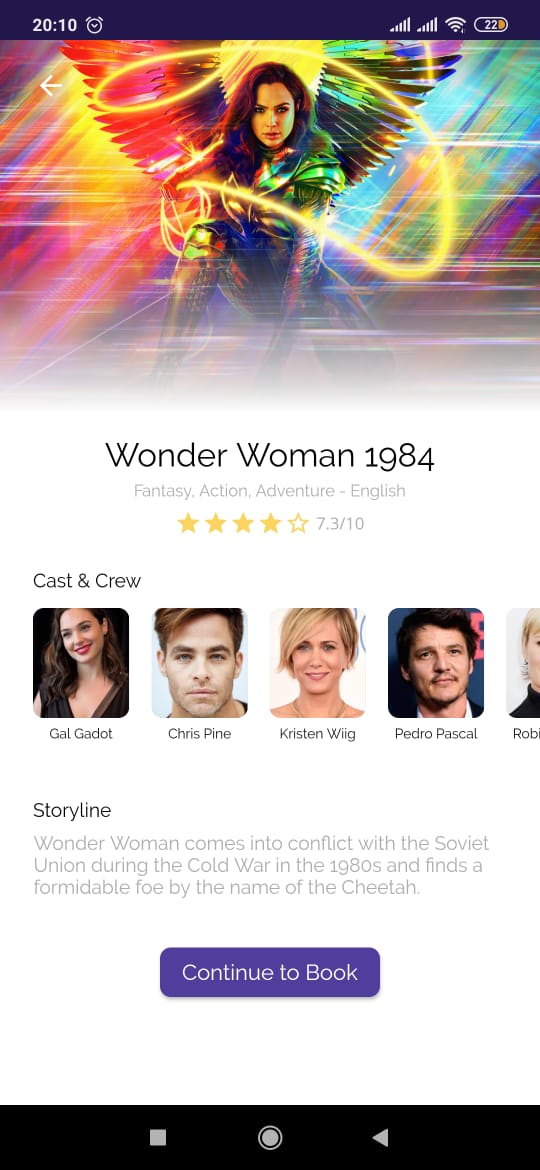 20:10
22
Wonder Woman 1984
Fantasy, Action, Adventure - English
7.3/10
Cast & Crew
Gal Gadot
Chris Pine
Kristen Wiig
Pedro Pascal
Robi
Storyline
Wonder Woman comes into conflict with the Soviet
Union during the Cold War in the 1980s and finds a
formidable foe by the name of the Cheetah.
Continue to Book